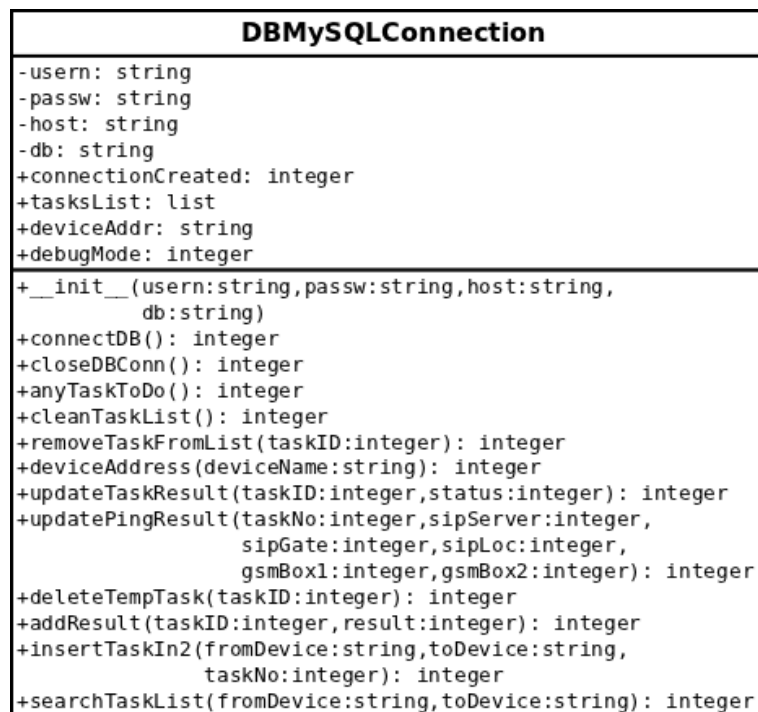 DBMySQLConnection
-usern: string
-passw: string
-host: string
-db: string
+connectionCreated: integer
+tasksList: list
+deviceAddr: string
+debugMode: integer
+__init__(usern:string,passw:string,host:string,
db:string)
+connectDB(): integer
+closeDBConn(): integer
+anyTaskToDo(): integer
+cleanTaskList(): integer
+removeTaskFromList(taskID:integer): integer
+deviceAddress(deviceName:string): integer
+updateTaskResult(taskID:integer,status:integer): integer
+updatePingResult(taskNo:integer,sipServer:integer,
sipGate:integer,sipLoc:integer,
gsmBox1:integer,gsmBox2:integer): integer
+deleteTempTask(taskID:integer): integer
+addResult(taskID:integer,result:integer): integer
+insertTaskIn2(fromDevice:string,toDevice:string,
taskNo:integer): integer
+searchTaskList(fromDevice:string,toDevice:string): integer